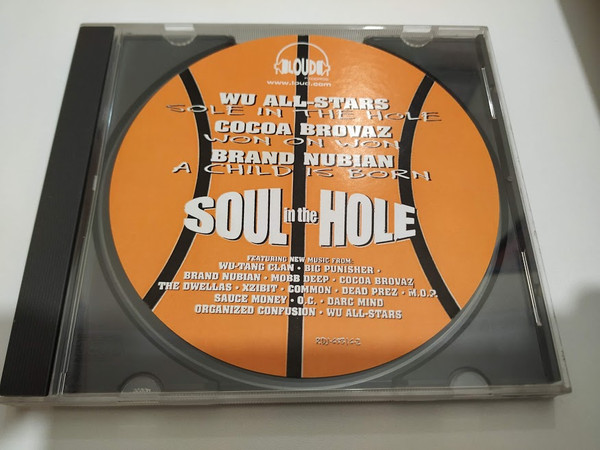 LOUD
www.loud.com
WU ALL-STARS
SOLE IN THE HOLE
COCOA BROVAZ
WON ON WON
BRAND NUBIAN
A CHILD IS BORN
SOUL in the HOLE
FEATURING NEW MUSIC FROM:
WU-TANG CLAN • BIG PUNISHER •
BRAND NUBIAN • MOBB DEEP • COCOA BROVAZ
THE DWELLAS • XZIBIT • COMMON • DEAD PREZ • M.O.P.
SAUCE MONEY • O.C. • DARC MIND
ORGANIZED CONFUSION • WU ALL-STARS